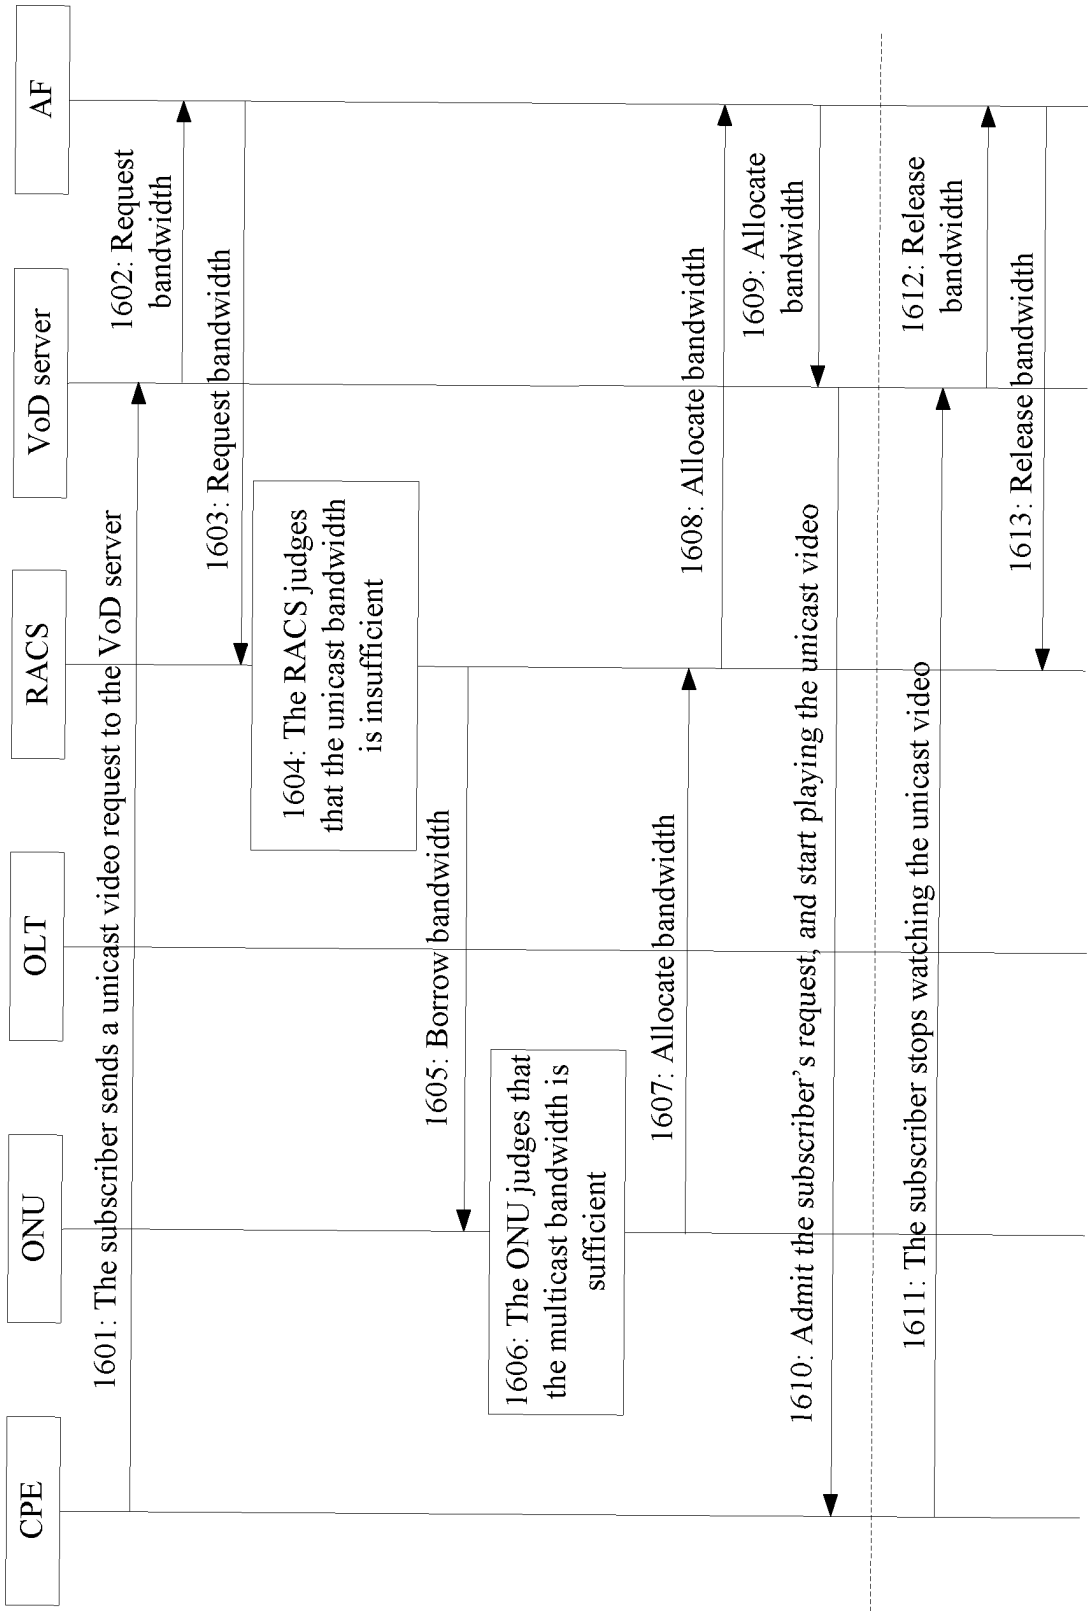 CPE
ONU
OLT
RACS
VoD server
AF
1601: The subscriber sends a unicast video request to the VoD server
1602: Request
bandwidth
1603: Request bandwidth
1604: The RACS judges
that the unicast bandwidth
is insufficient
1605: Borrow bandwidth
1606: The ONU judges that
the multicast bandwidth is
sufficient
1607: Allocate bandwidth
1608: Allocate bandwidth
1609: Allocate
bandwidth
1610: Admit the subscriber’s request, and start playing the unicast video
1611: The subscriber stops watching the unicast video
1612: Release
bandwidth
1613: Release bandwidth